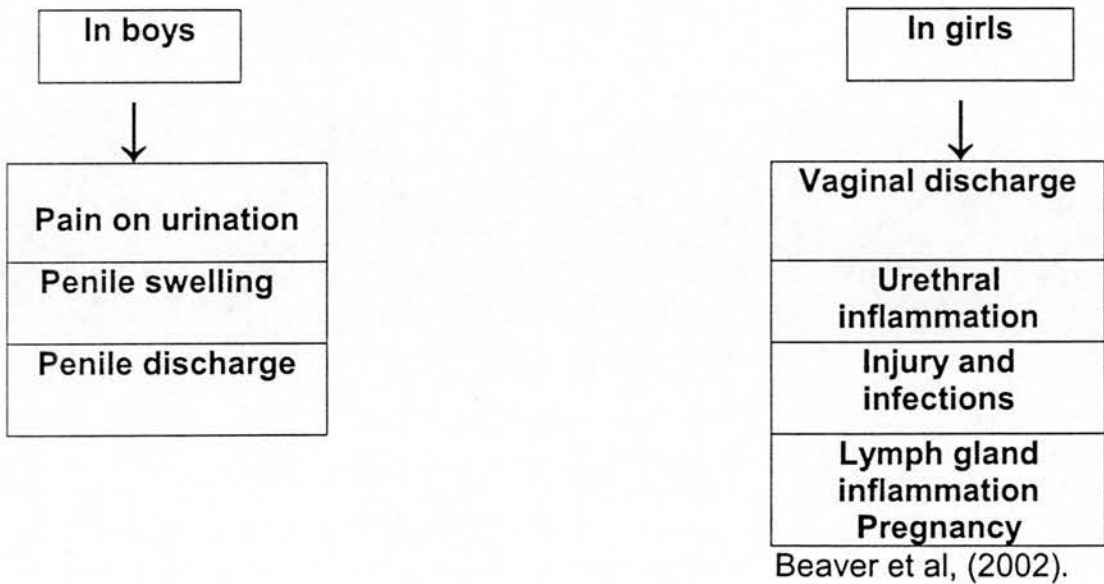 In boys
Pain on urination
Penile swelling
Penile discharge
In girls
Vaginal discharge
Urethral
inflammation
Injury and
infections
Lymph gland
inflammation
Pregnancy
Beaver et al, (2002).